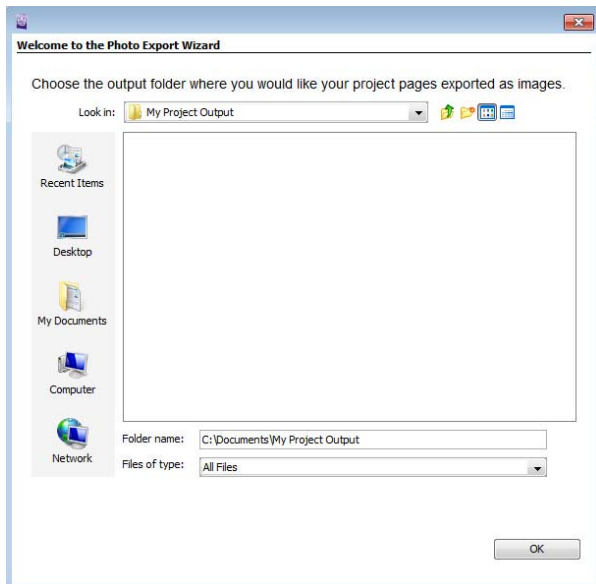 Welcome to the Photo Export Wizard
Choose the output folder where you would like your project pages exported as images.
Look in: My Project Output
Recent Items
Desktop
My Documents
Computer
Network
Folder name: C:\Documents\My Project Output
Files of type: All Files
OK